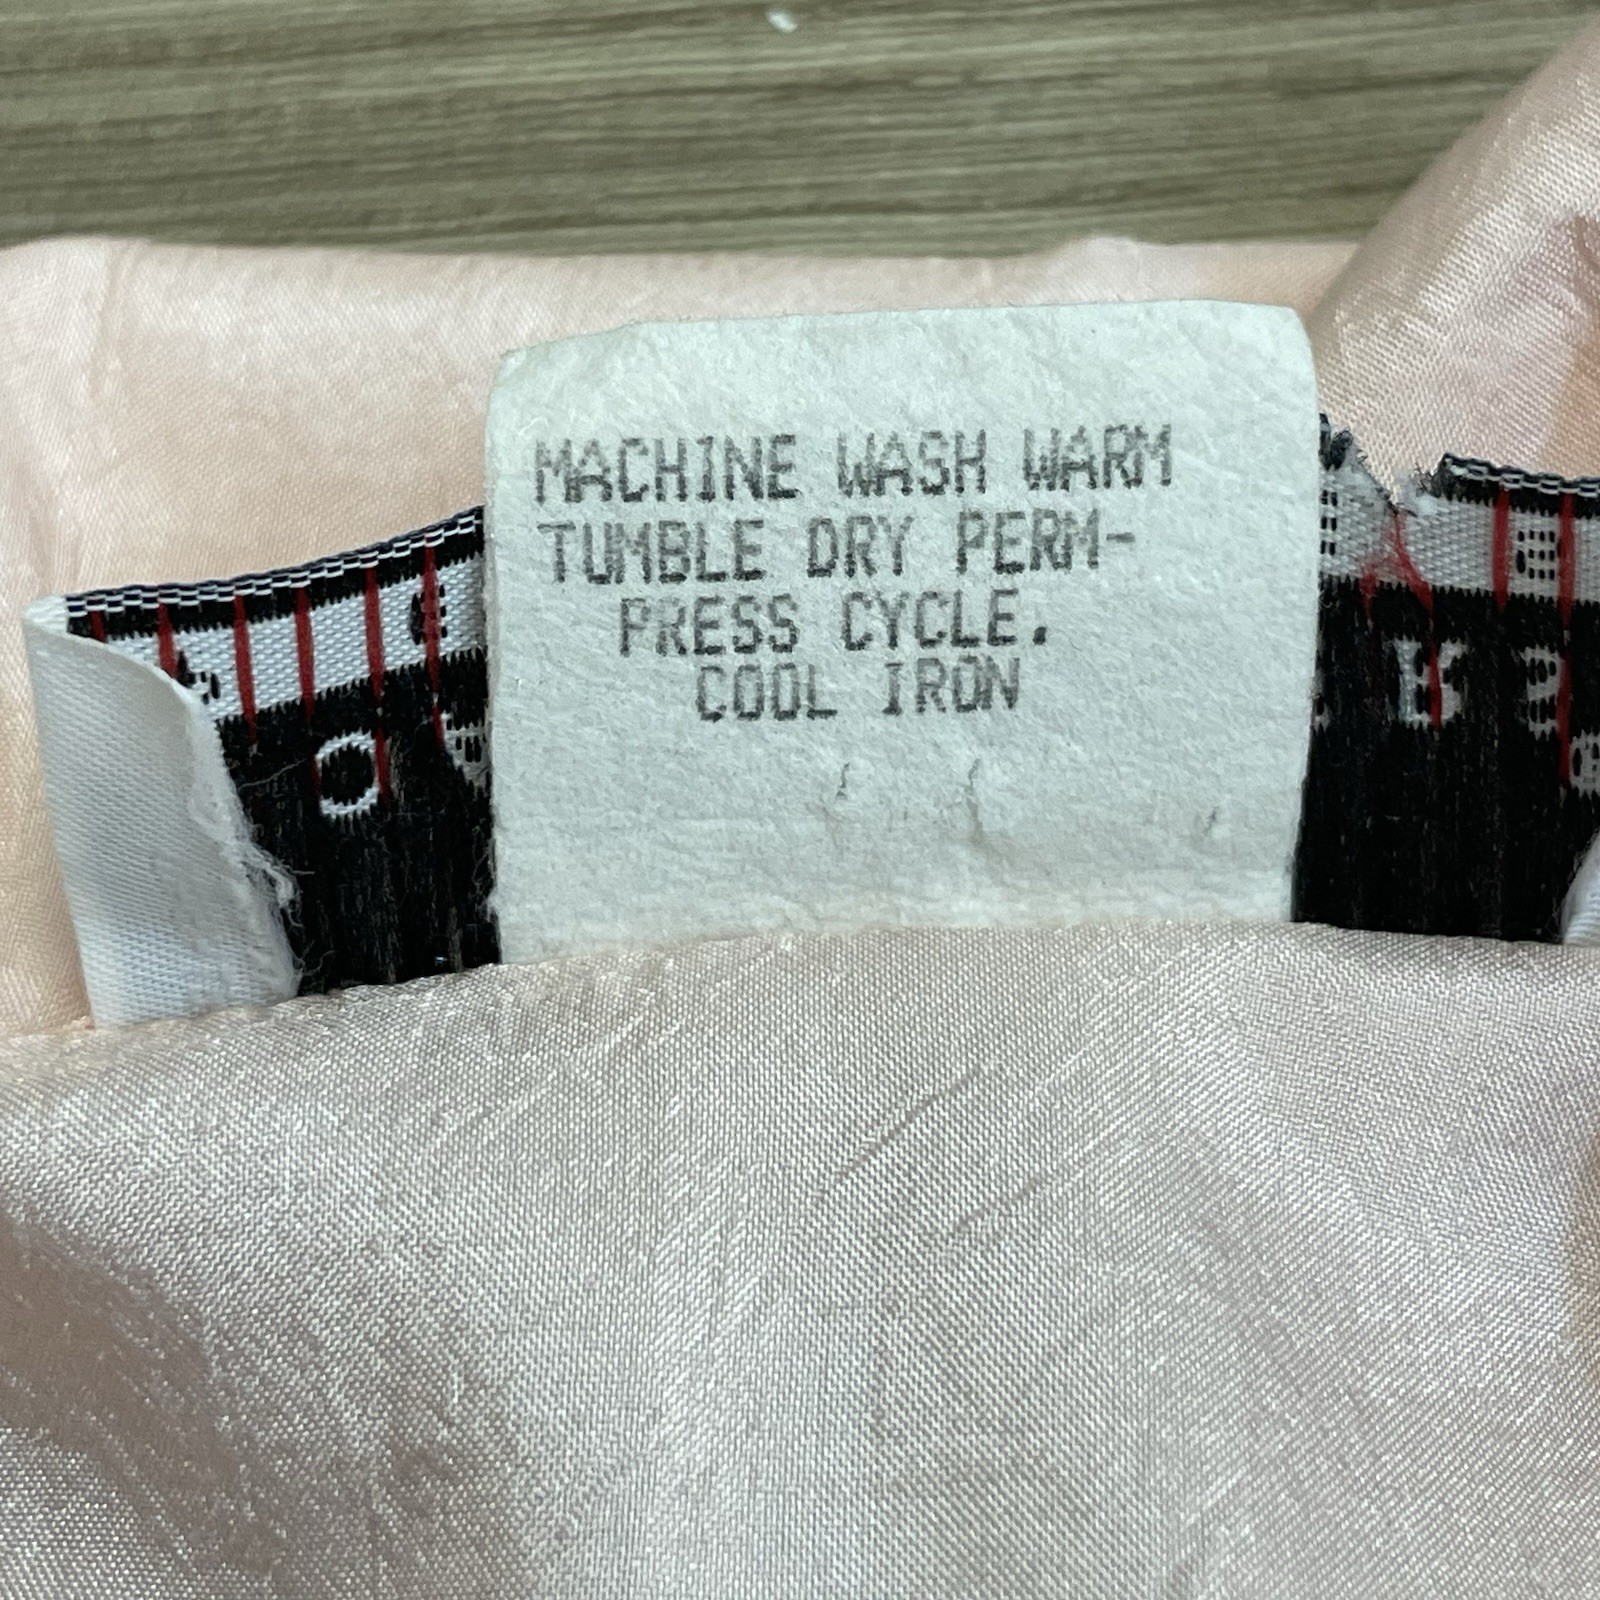 MACHINE WASH WARM
TUMBLE DRY PERM-
PRESS CYCLE.
COOL IRON